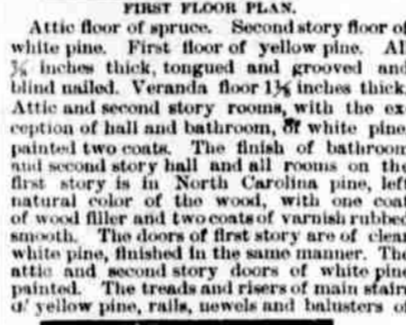 FIRST FLOOR PLAN.
Attic floor of spruce. Second story floor of
white pine. First floor of yellow pine. Al
inches thick, tongued and grooved and
blind nailed. Veranda floor inches thick
Attic and second story rooms, with the ex
ception of hall and bathroom, of white pine
painted two coats. The finish of bathroom
and second story hall and all rooms on the
first story is in North Carolina pine, left
natural color of the wood, with one coat
of wood filler and two coats of varnish rubbed
smooth. The doors of first story are of clear
white pine, finished in the same manner. The
attic and second story doors of white pine
painted. The treads and risers of main stair
of yellow pine, rails, newels and balusters of